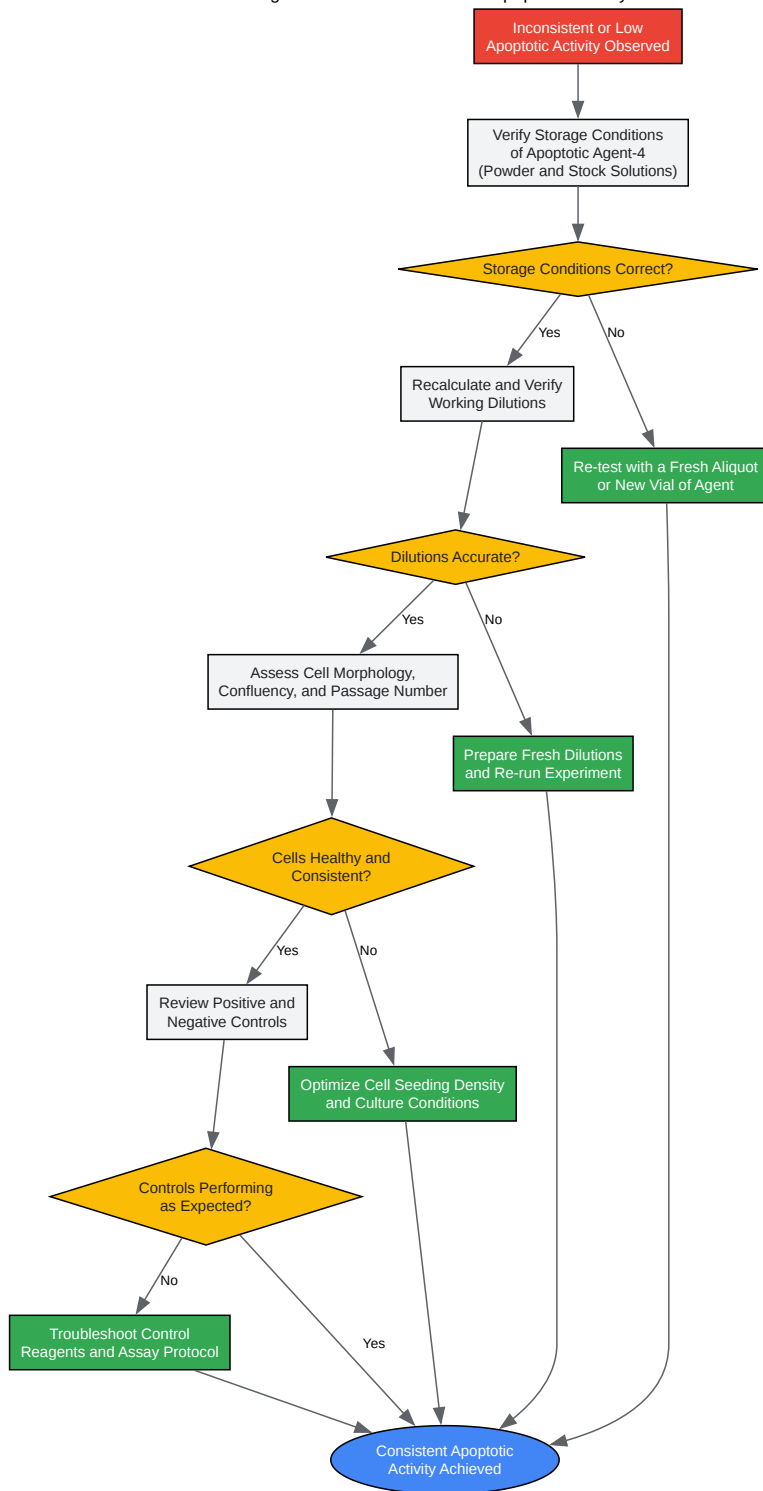 Inconsistent or Low
Apoptotic Activity Observed
Verify Storage Conditions
of Apoptotic Agent-4
(Powder and Stock Solutions)
Storage Conditions Correct?
Yes
No
Recalculate and Verify
Working Dilutions
Re-test with a Fresh Aliquot
or New Vial of Agent
Dilutions Accurate?
Yes
No
Assess Cell Morphology,
Confluency, and Passage Number
Prepare Fresh Dilutions
and Re-run Experiment
Cells Healthy and
Consistent?
Yes
No
Review Positive and
Negative Controls
Optimize Cell Seeding Density
and Culture Conditions
Controls Performing
as Expected?
No
Yes
Troubleshoot Control
Reagents and Assay Protocol
Consistent Apoptotic
Activity Achieved